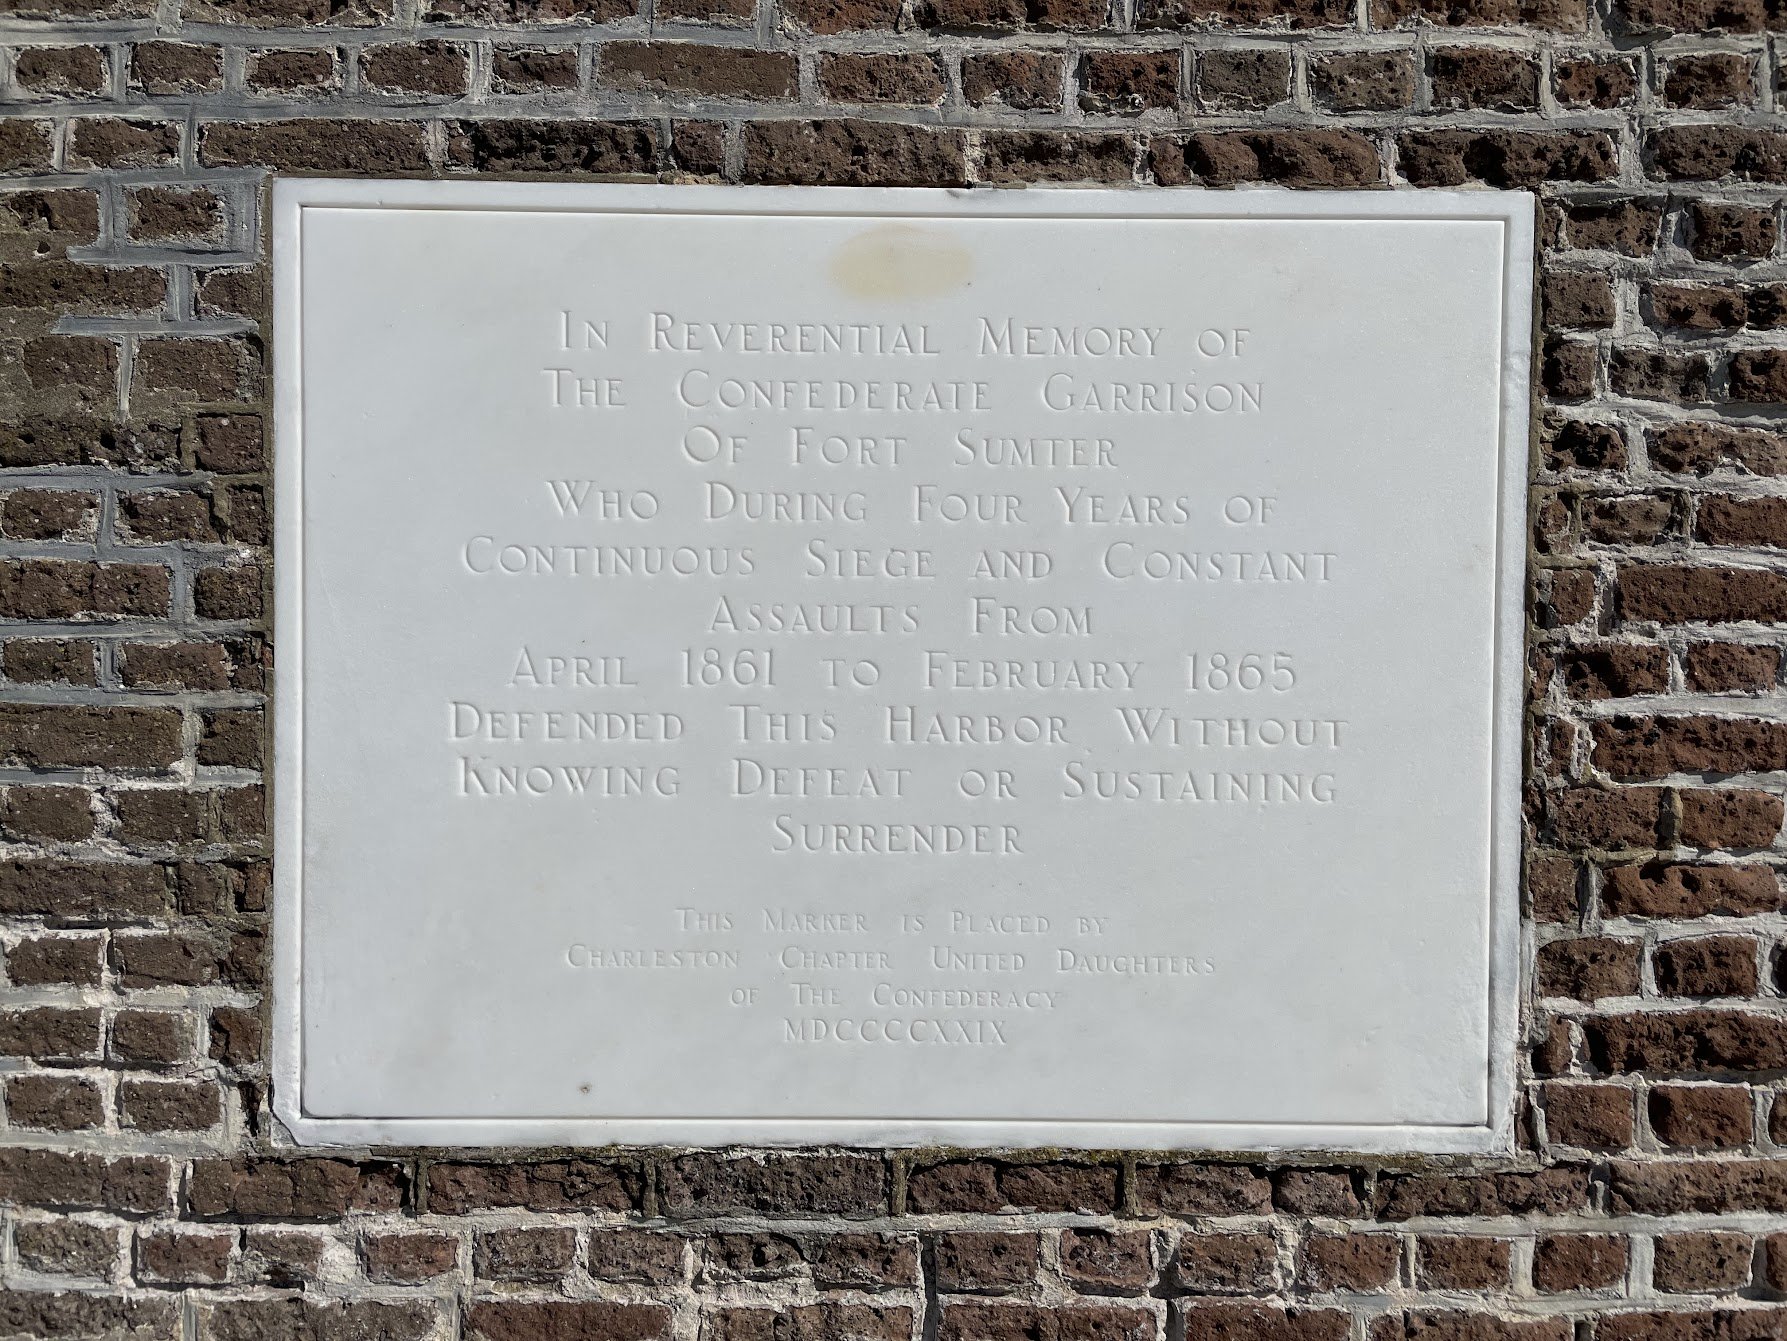 In Reverential Memory of
The Confederate Garrison
Of Fort Sumter
Who During Four Years of
Continuous Siege and Constant
Assaults From
April 1861 to February 1865
Defended This Harbor Without
Knowing Defeat or Sustaining
Surrender
This Marker is Placed by
Charleston Chapter United Daughters
of The Confederacy
MDCCCCXXIX